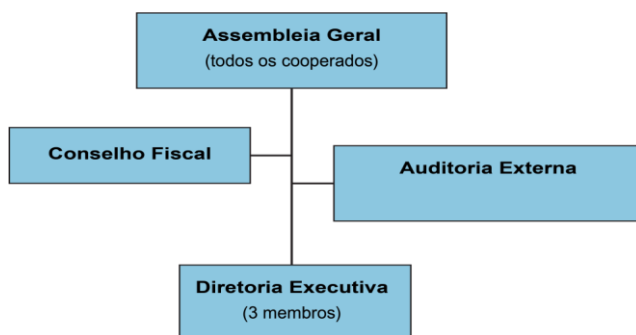 Assembleia Geral
(todos os cooperados)
Conselho Fiscal
Auditoria Externa
Diretoria Executiva
(3 membros)